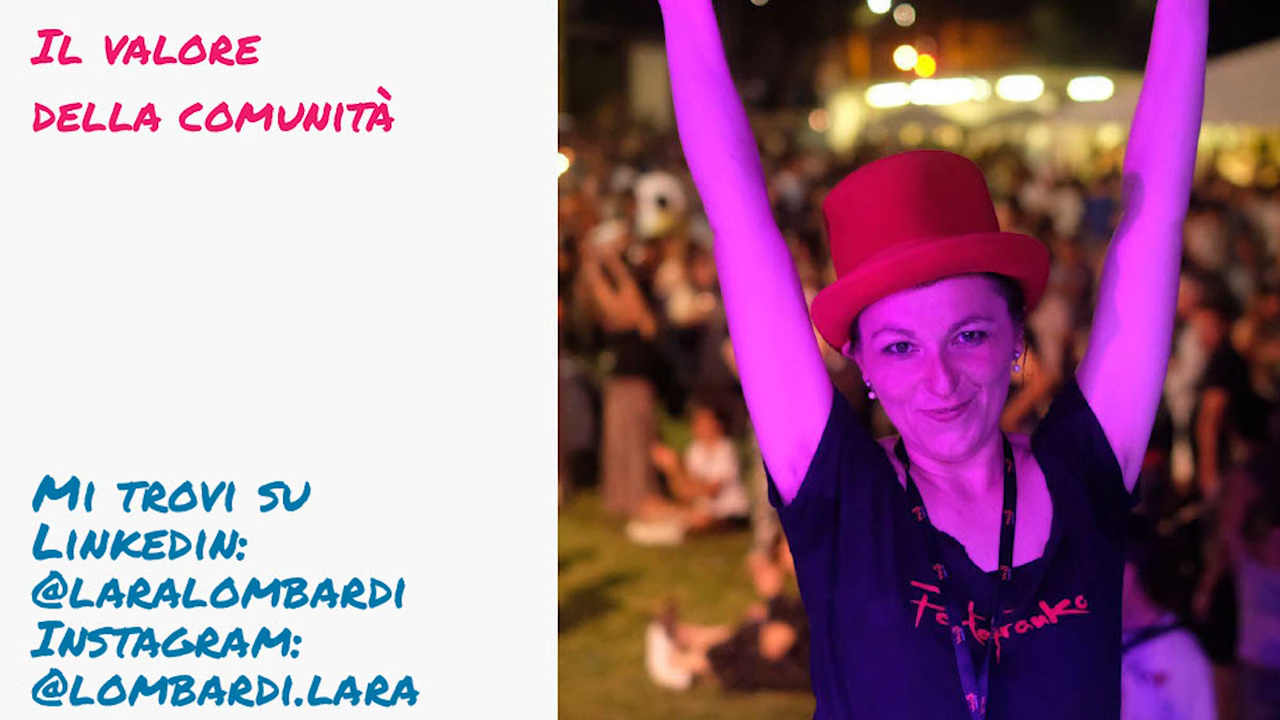 Il valore
della comunità
Mi trovi su
Linkedin:
@laralombardi
Instagram:
@lombardi.lara